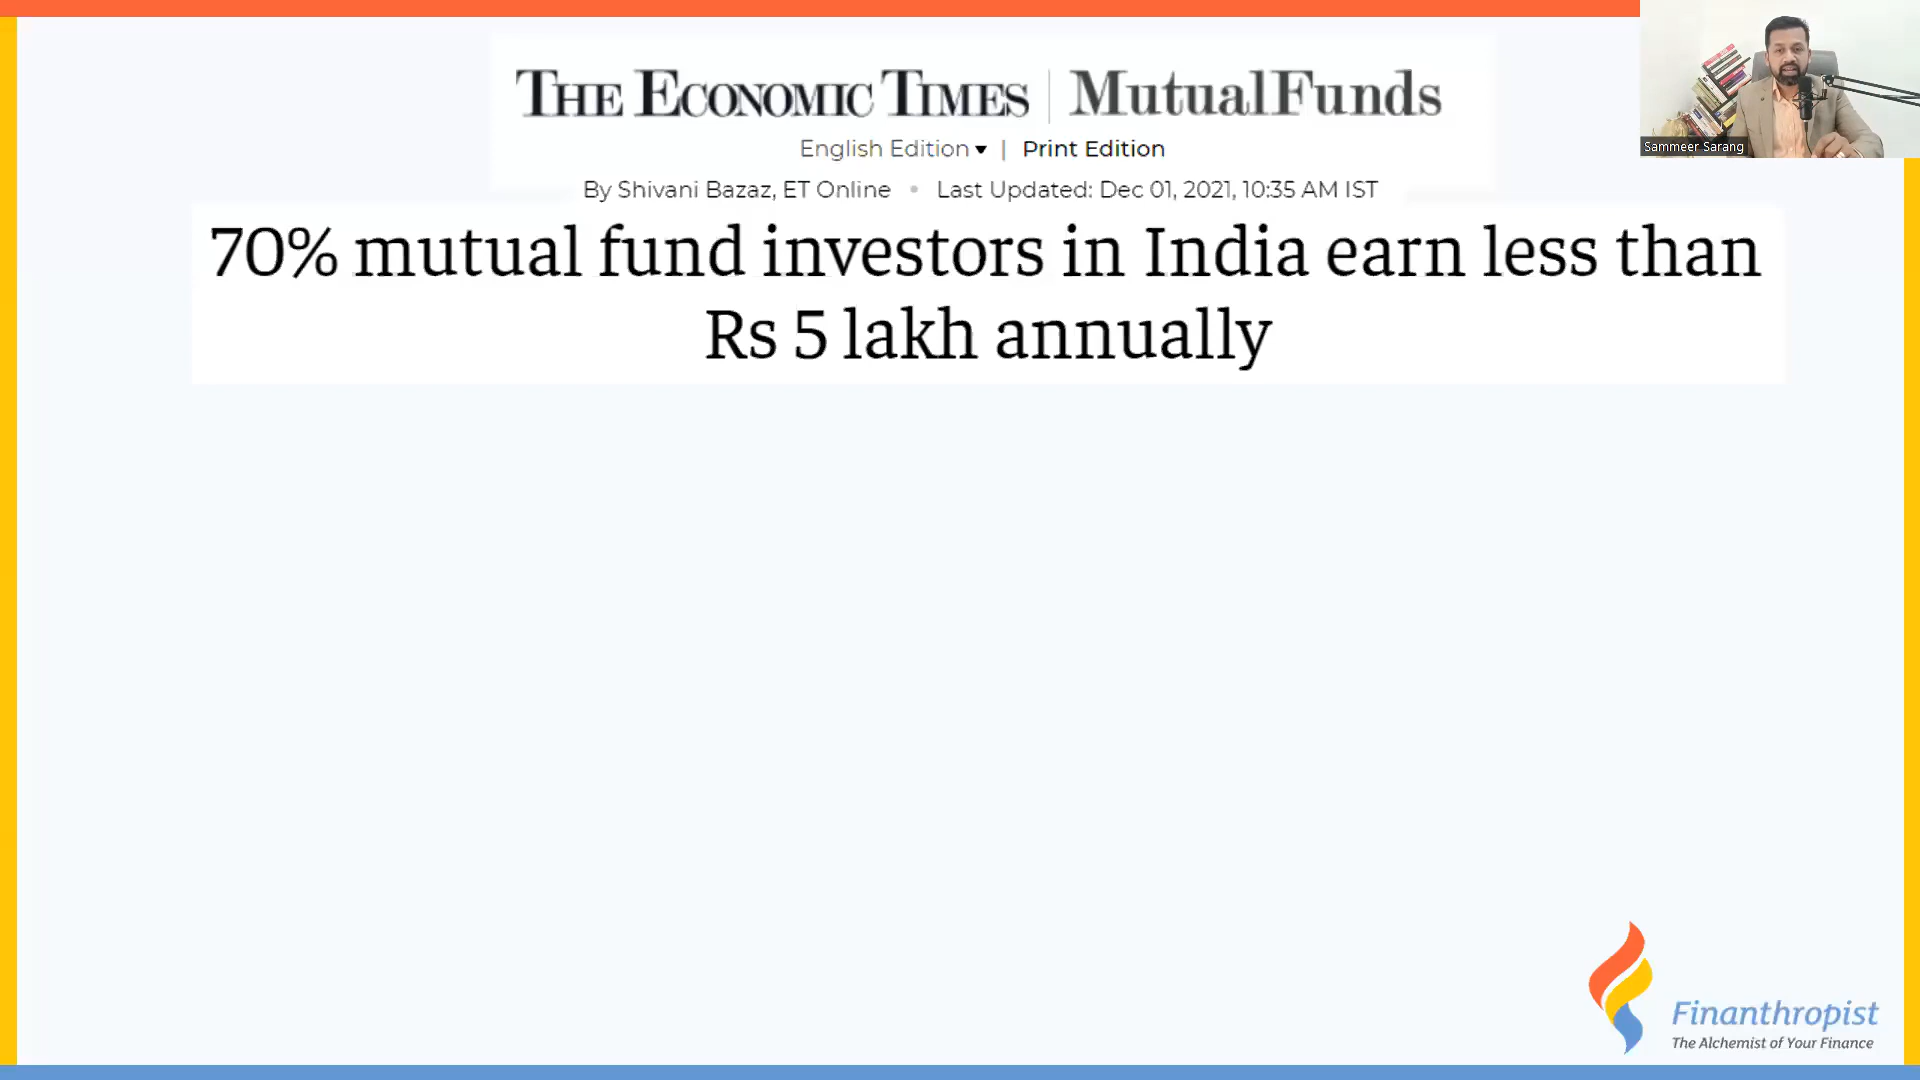 THE ECONOMIC TIMES | MutualFunds
English Edition ▾ | Print Edition
By Shivani Bazaz, ET Online • Last Updated: Dec 01, 2021, 10:35 AM IST
70% mutual fund investors in India earn less than
Rs 5 lakh annually
Sammeer Sarang
Finanthropist
The Alchemist of Your Finance